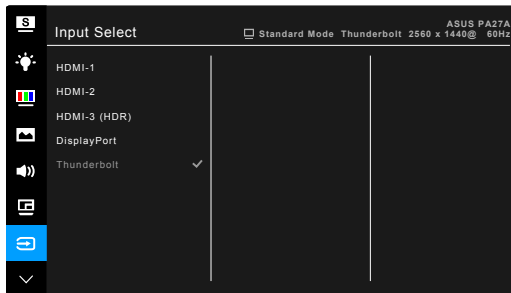 S
ASUS PA27A
Input Select
Standard Mode Thunderbolt 2560 x 1440@ 60Hz
HDMI-1
HDMI-2
HDMI-3 (HDR)
DisplayPort
Thunderbolt